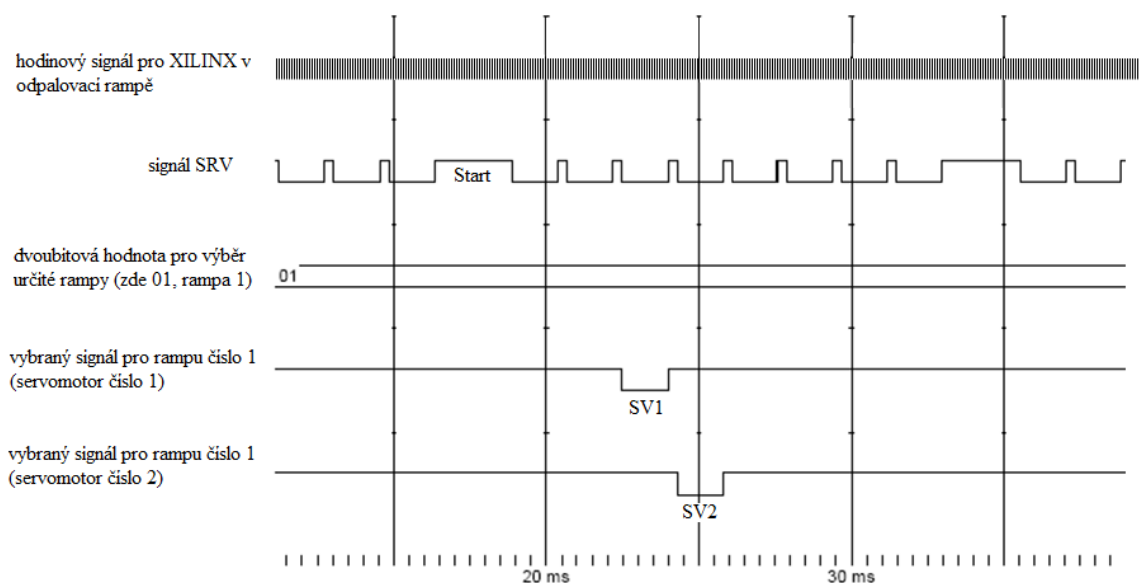 hodinový signál pro XILINX v
odpalovací rampě
signál SRV
Start
dvoubitová hodnota pro výběr
určité rampy (zde 01, rampa 1)
01
vybraný signál pro rampu číslo 1
(servomotor číslo 1)
SV1
vybraný signál pro rampu číslo 1
(servomotor číslo 2)
SV2
20 ms
30 ms